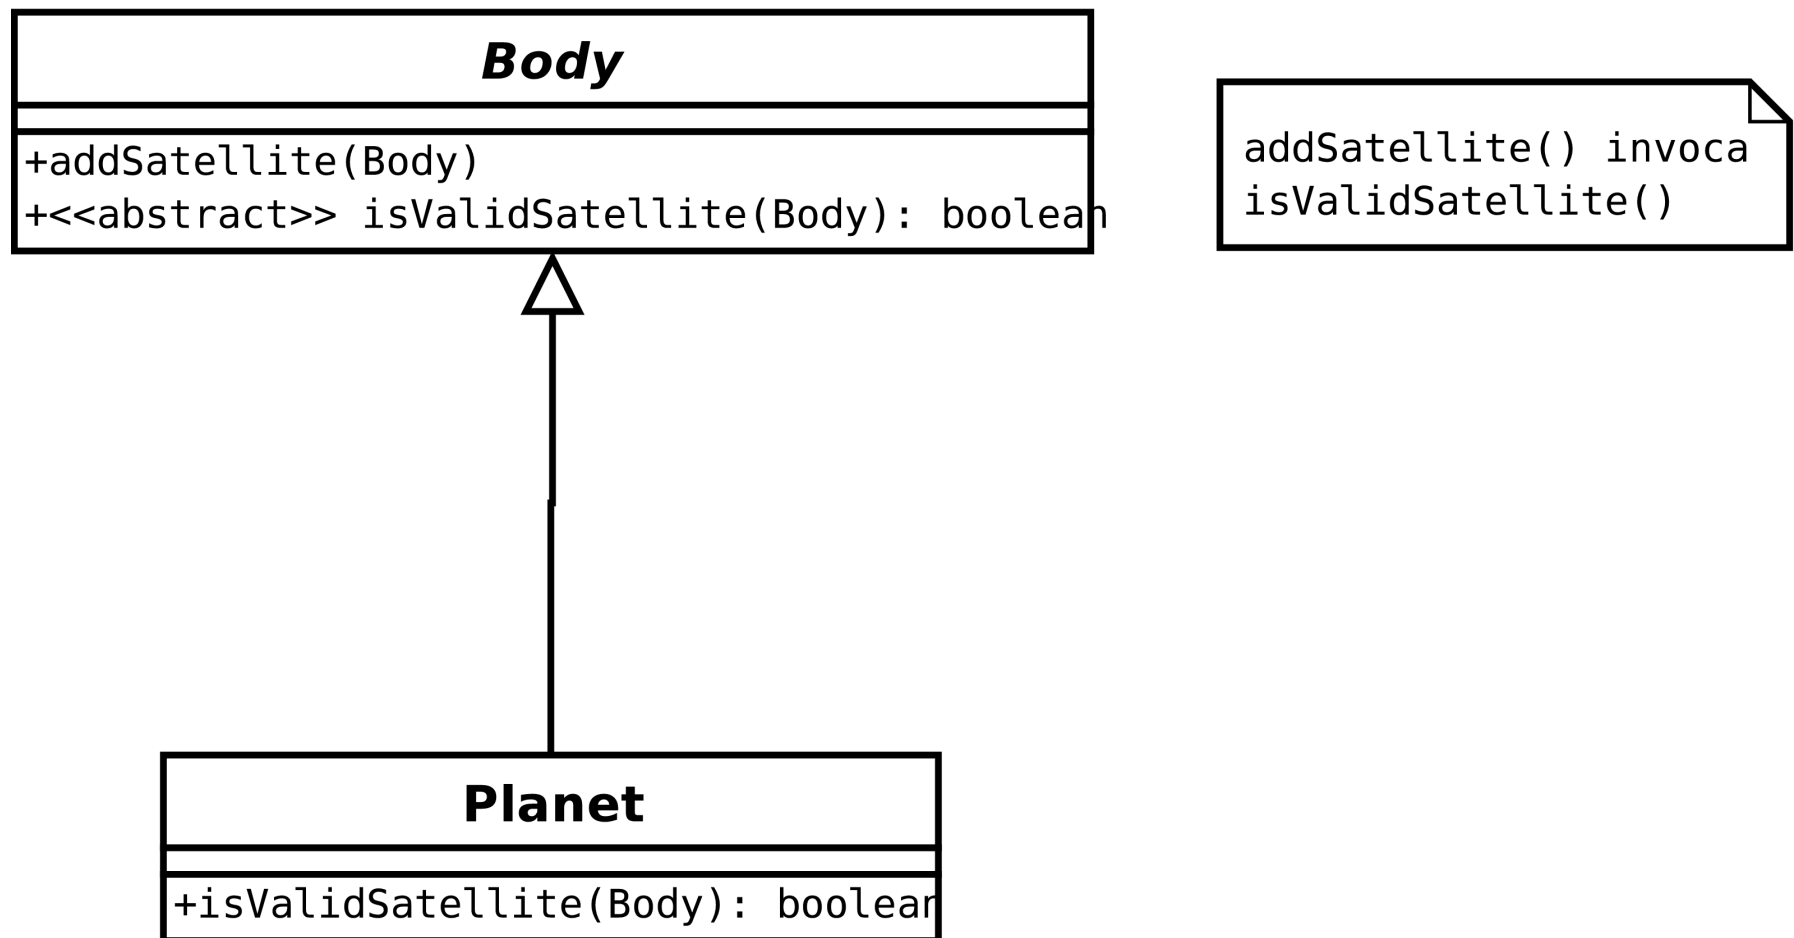 Body
+addSatellite(Body)
+<<abstract>> isValidSatellite(Body): boolean
addSatellite() invoca
isValidSatellite()
Planet
+isValidSatellite(Body): boolean